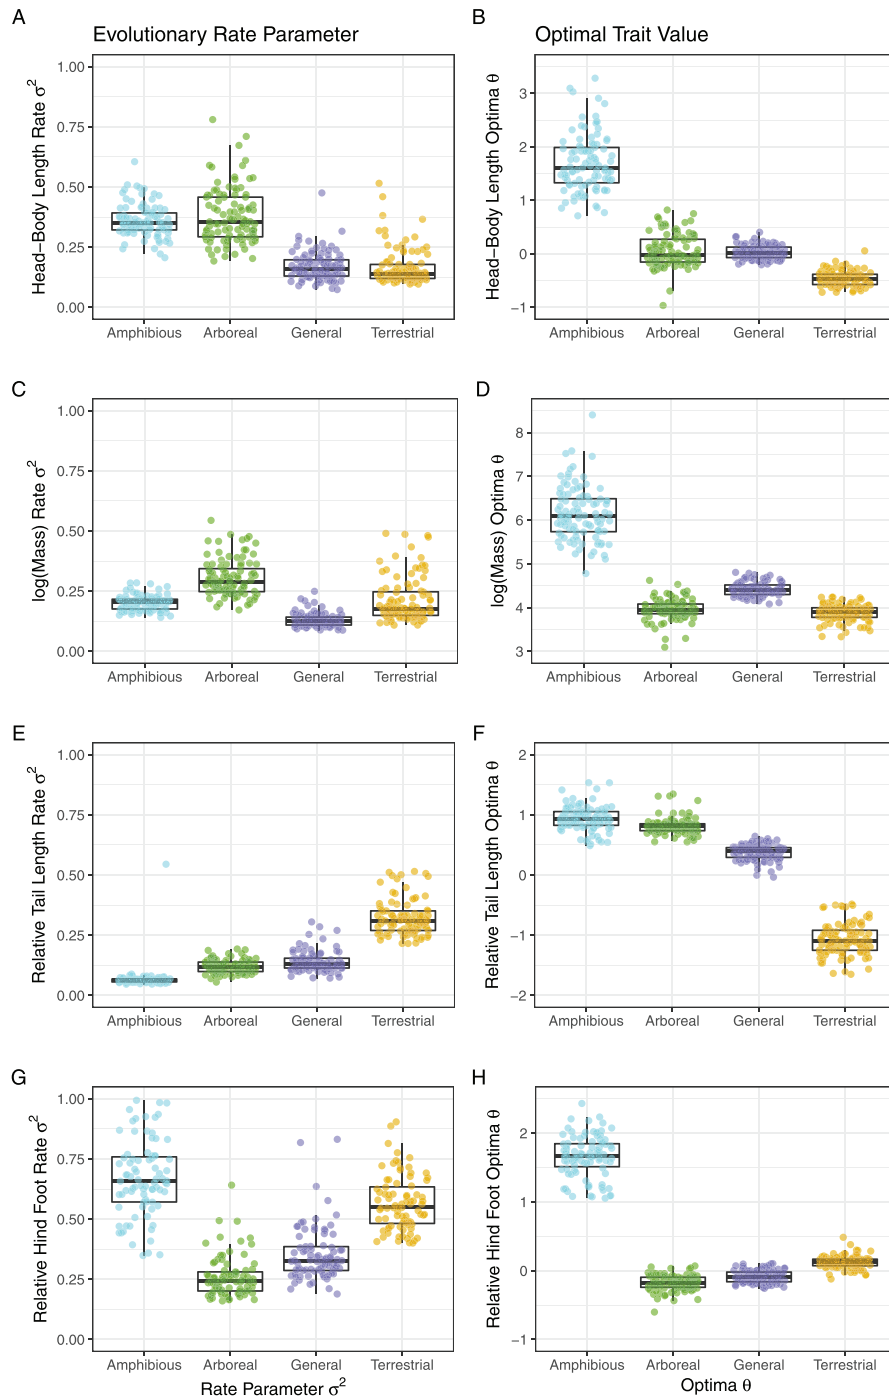 A
B
Evolutionary Rate Parameter
Optimal Trait Value
Head−Body Length Rate σ²
1.00
0.75
0.50
0.25
0.00
Amphibious Arboreal General Terrestrial
Head−Body Length Optima θ
3
2
1
0
−1
Amphibious Arboreal General Terrestrial
C
D
log(Mass) Rate σ²
1.00
0.75
0.50
0.25
0.00
Amphibious Arboreal General Terrestrial
log(Mass) Optima θ
8
7
6
5
4
3
Amphibious Arboreal General Terrestrial
E
F
Relative Tail Length Rate σ²
1.00
0.75
0.50
0.25
0.00
Amphibious Arboreal General Terrestrial
Relative Tail Length Optima θ
2
1
0
−1
−2
Amphibious Arboreal General Terrestrial
G
H
Relative Hind Foot Rate σ²
1.00
0.75
0.50
0.25
0.00
Amphibious Arboreal General Terrestrial
Rate Parameter σ²
Relative Hind Foot Optima θ
2
1
0
−1
Amphibious Arboreal General Terrestrial
Optima θ